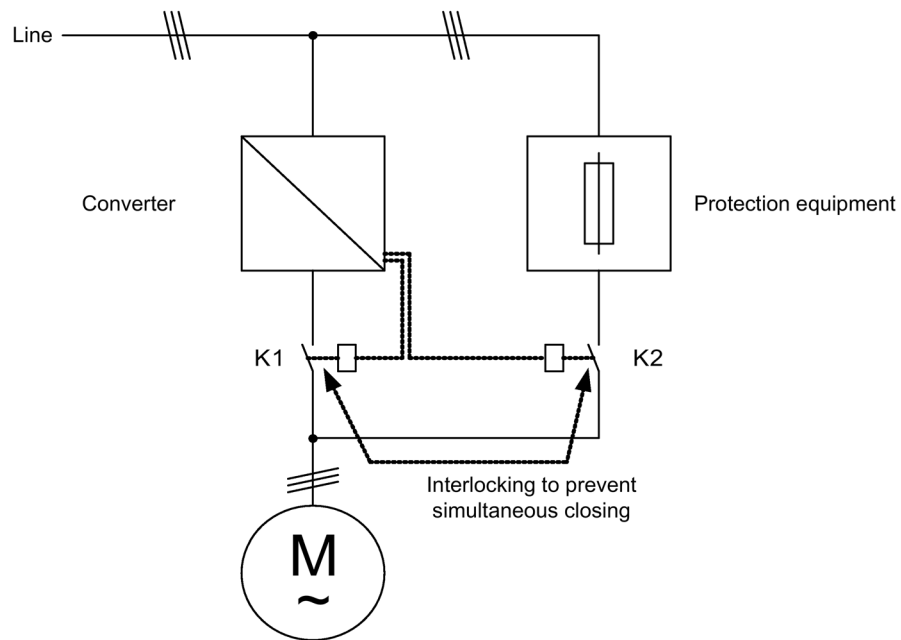 Line
Converter
Protection equipment
K1
K2
Interlocking to prevent
simultaneous closing
M
~